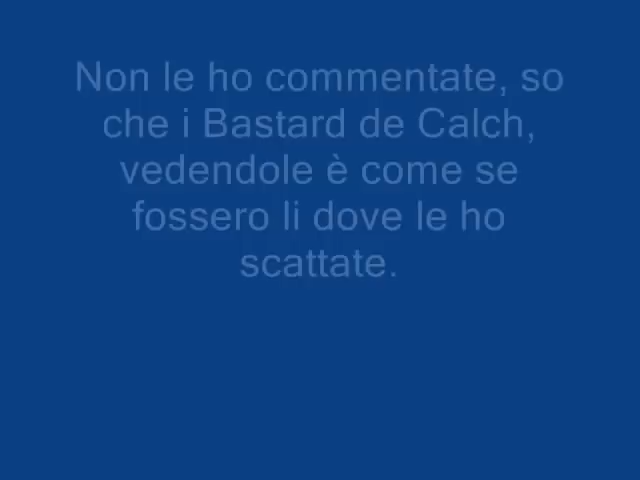 Non le ho commentate, so
che i Bastard de Calch,
vedendole è come se
fossero li dove le ho
scattate.